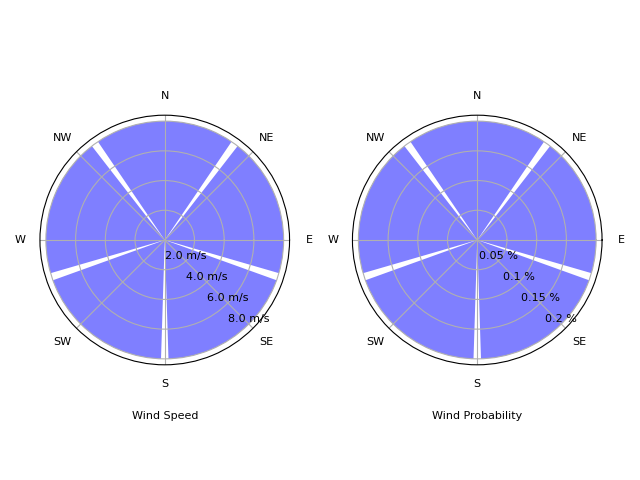 N
NW
NE
W
E
2.0 m/s
4.0 m/s
6.0 m/s
8.0 m/s
SW
SE
S
Wind Speed
N
NW
NE
W
E
0.05 %
0.1 %
0.15 %
0.2 %
SW
SE
S
Wind Probability